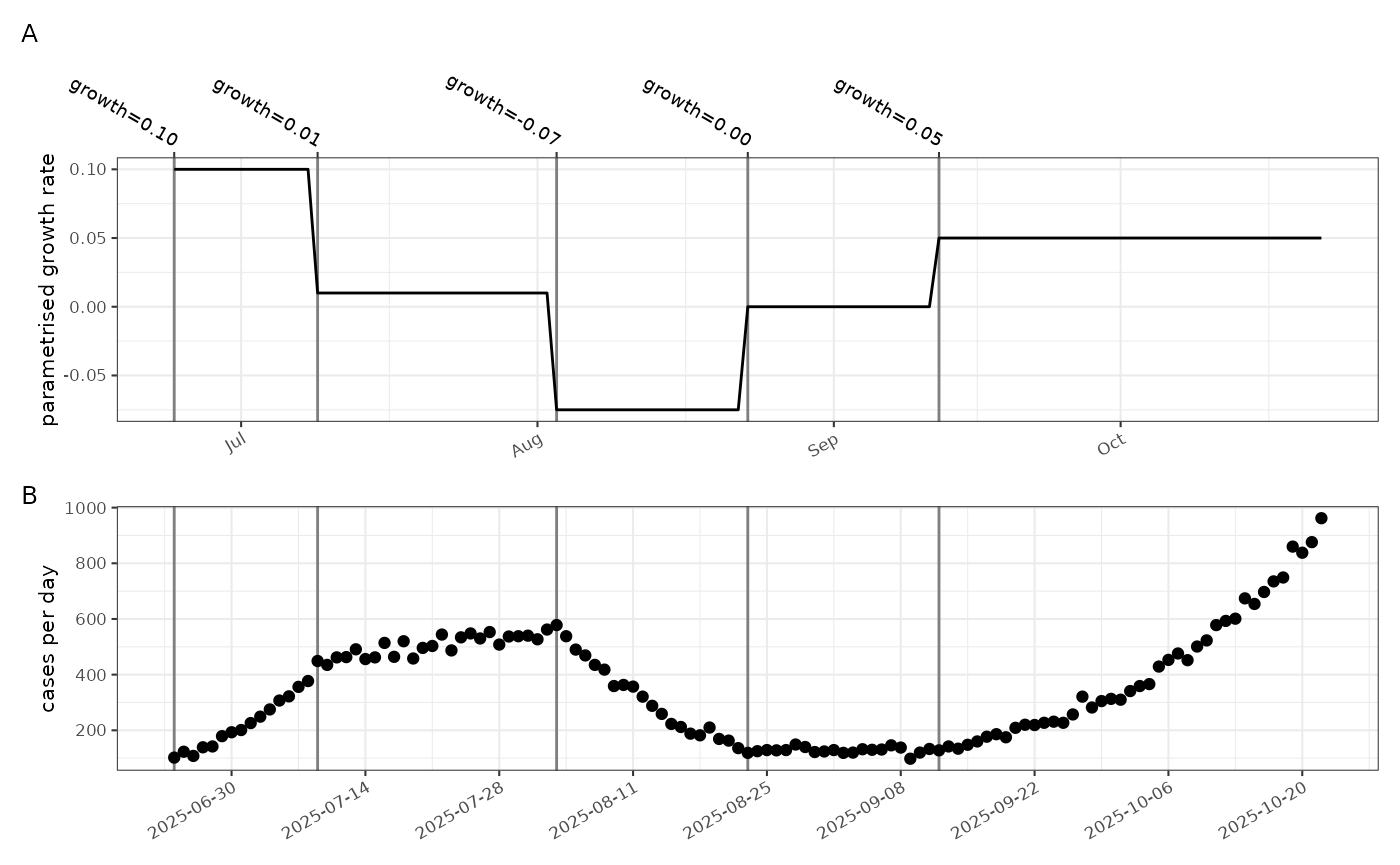 A
growth=0.10
growth=0.01
growth=-0.07
growth=0.00
growth=0.05
parametrised growth rate
0.10
0.05
0.00
-0.05
Jul
Aug
Sep
Oct
B
cases per day
1000
800
600
400
200
2025-06-30
2025-07-14
2025-07-28
2025-08-11
2025-08-25
2025-09-08
2025-09-22
2025-10-06
2025-10-20